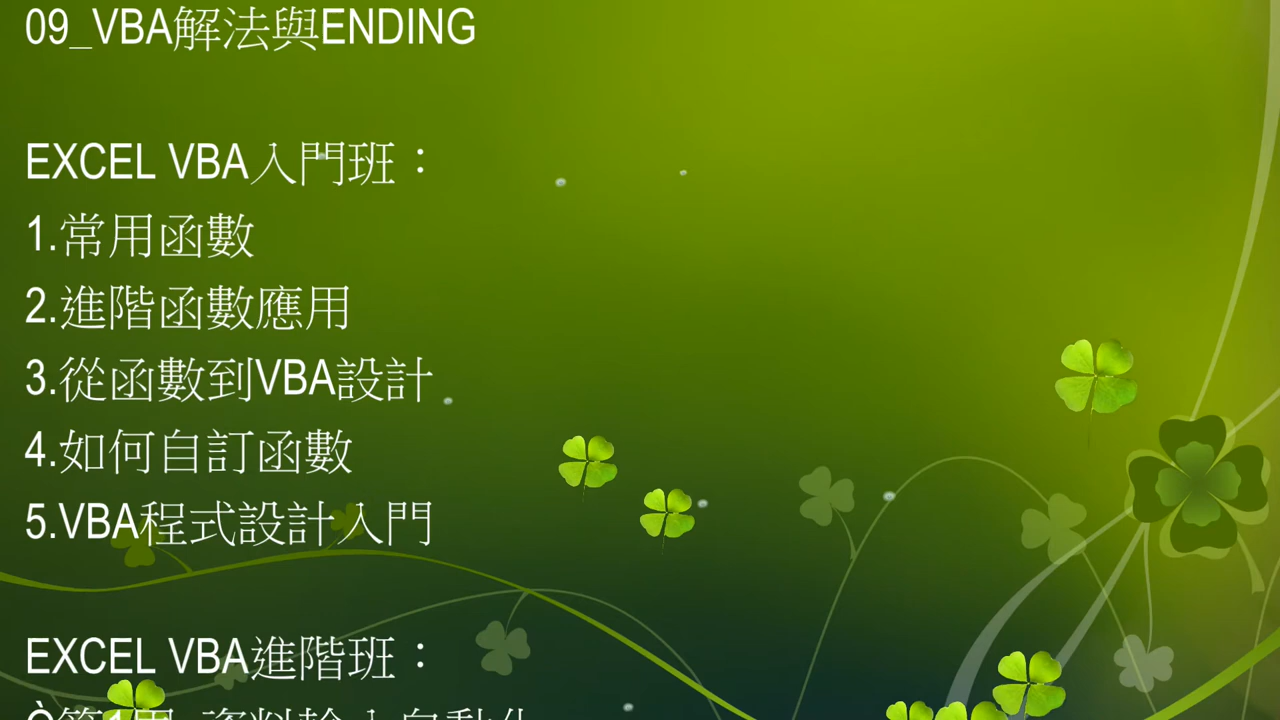 09_VBA解法與ENDING
EXCEL VBA入門班：
1.常用函數
2.進階函數應用
3.從函數到VBA設計
4.如何自訂函數
5.VBA程式設計入門
EXCEL VBA進階班：